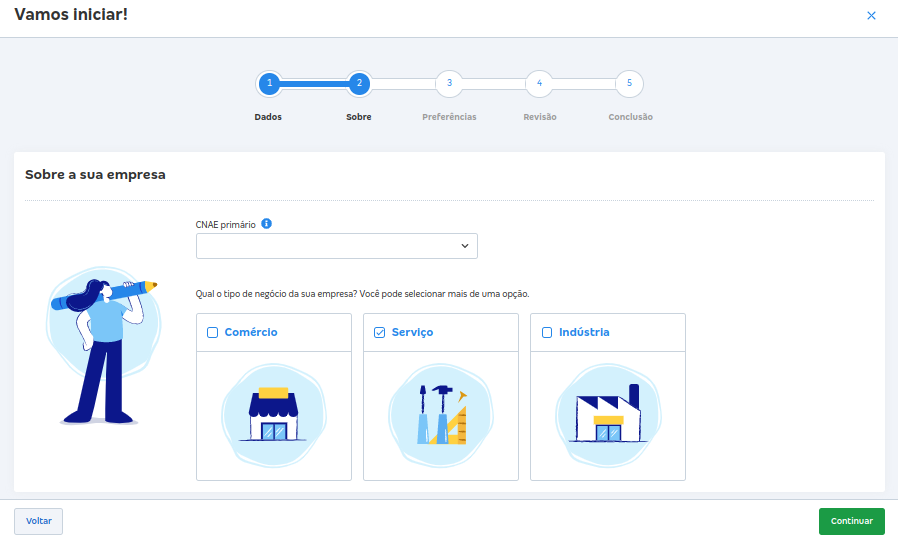 Vamos iniciar!
1 2 3 4 5
Dados Sobre Preferências Revisão Conclusão
Sobre a sua empresa
CNAE primário
Qual o tipo de negócio da sua empresa? Você pode selecionar mais de uma opção.
Comércio Serviço Indústria
Voltar Continuar